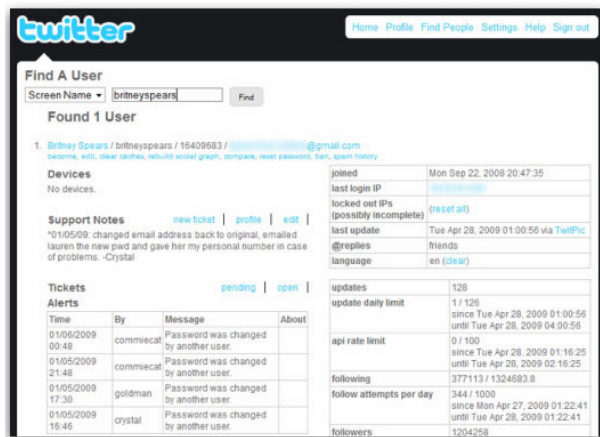 twitter
Home Profile Find People Settings Help Sign out
Find A User
Screen Name britneyspears Find
Found 1 User
1. Britney Spears / britneyspears / 16409683 / @gmail.com
become, edit, clear caches, rebuild social graph, compare, reset password, ban, spam history
Devices
No devices.
Support Notes new ticket | profile | edit |
*01/05/09: changed email address back to original, emailed
lauren the new pwd and gave her my personal number in case
of problems. -Crystal
Tickets pending | open |
Alerts
Time By Message About
01/06/2009 00:48 commiecat Password was changed by another user.
01/05/2009 21:48 commiecat Password was changed by another user.
01/05/2009 17:30 goldman Password was changed by another user.
01/05/2009 16:46 crystal Password was changed by another user.
joined Mon Sep 22, 2008 20:47:35
last login IP
locked out IPs (possibly incomplete) (reset all)
last update Tue Apr 28, 2009 01:00:56 via TwitPic
@replies friends
language en (clear)
updates 128
update daily limit 1 / 126
since Tue Apr 28, 2009 01:00:56
until Tue Apr 28, 2009 04:00:56
api rate limit 0 / 100
since Tue Apr 28, 2009 01:16:25
until Tue Apr 28, 2009 02:16:25
following 377113 / 1324683.8
follow attempts per day 344 / 1000
since Mon Apr 27, 2009 01:22:41
until Tue Apr 28, 2009 01:22:41
followers 1204258